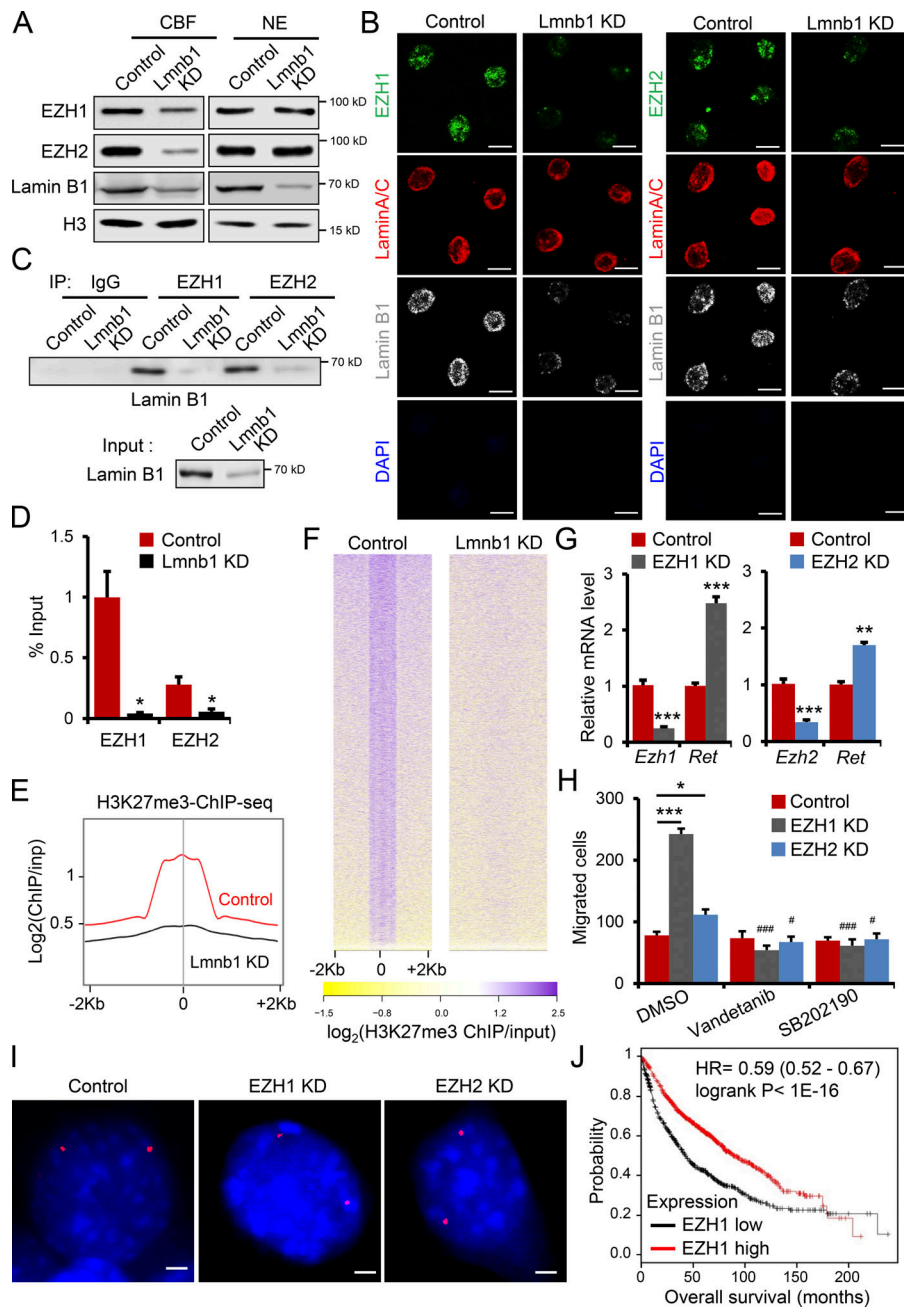 A
CBF
NE
Control
Lmnb1 KD
Control
Lmnb1 KD
EZH1
100 kD
EZH2
100 kD
Lamin B1
70 kD
H3
15 kD
B
Control
Lmnb1 KD
Control
Lmnb1 KD
EZH1
EZH2
LaminA/C
LaminA/C
Lamin B1
Lamin B1
DAPI
DAPI
C
IP:
IgG
EZH1
EZH2
Control
Lmnb1 KD
Control
Lmnb1 KD
Control
Lmnb1 KD
70 kD
Lamin B1
Input :
Control
Lmnb1 KD
Lamin B1
70 kD
D
Control
Lmnb1 KD
% Input
1.5
1
0.5
0
*
*
EZH1
EZH2
E
H3K27me3-ChIP-seq
Log2(ChIP/inp)
1
0.5
Control
Lmnb1 KD
-2Kb
0
+2Kb
F
Control
Lmnb1 KD
-2Kb
0
+2Kb
-2Kb
0
+2Kb
−1.5
−0.8
0.0
1.2
2.5
log2(H3K27me3 ChIP/input)
G
Control
EZH1 KD
Control
EZH2 KD
Relative mRNA level
3
2
1
0
***
***
Ezh1
Ret
3
2
1
0
***
**
Ezh2
Ret
H
Control
EZH1 KD
EZH2 KD
Migrated cells
300
200
100
0
*
***
###
#
###
#
DMSO
Vandetanib
SB202190
I
Control
EZH1 KD
EZH2 KD
J
HR= 0.59 (0.52 - 0.67)
logrank P< 1E-16
Probability
1.0
0.8
0.6
0.4
0.2
0.0
Expression
EZH1 low
EZH1 high
0
50
100
150
200
Overall survival (months)